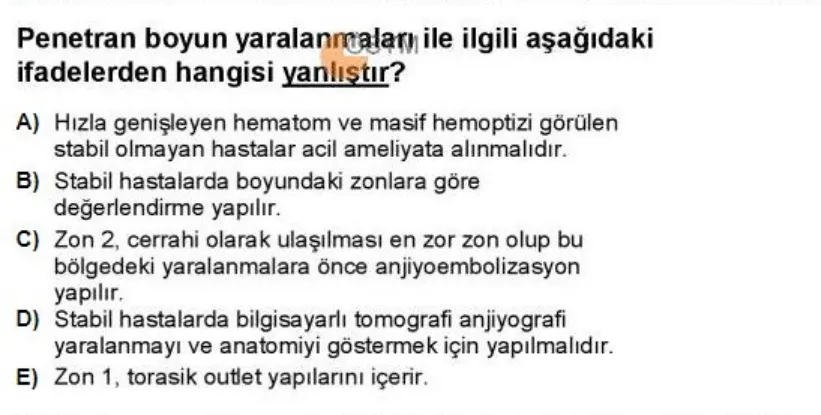 Penetran boyun yaralanmaları ile ilgili aşağıdaki
ifadelerden hangisi yanlıştır?
A) Hızla genişleyen hematom ve masif hemoptizi görülen
stabil olmayan hastalar acil ameliyata alınmalıdır.
B) Stabil hastalarda boyundaki zonlara göre
değerlendirme yapılır.
C) Zon 2, cerrahi olarak ulaşılması en zor zon olup bu
bölgedeki yaralanmalara önce anjiyoembolizasyon
yapılır.
D) Stabil hastalarda bilgisayarlı tomografi anjiyografi
yaralanmayı ve anatomiyi göstermek için yapılmalıdır.
E) Zon 1, torasik outlet yapılarını içerir.